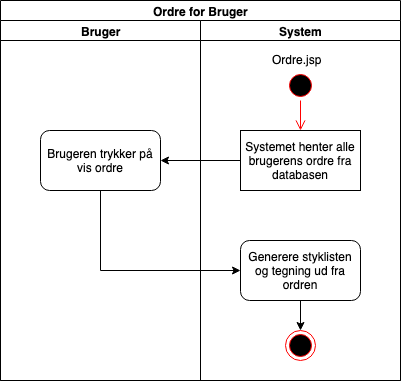 Ordre for Bruger
Bruger
System
Ordre.jsp
Systemet henter alle
brugerens ordre fra
databasen
Brugeren trykker på
vis ordre
Generere styklisten
og tegning ud fra
ordren